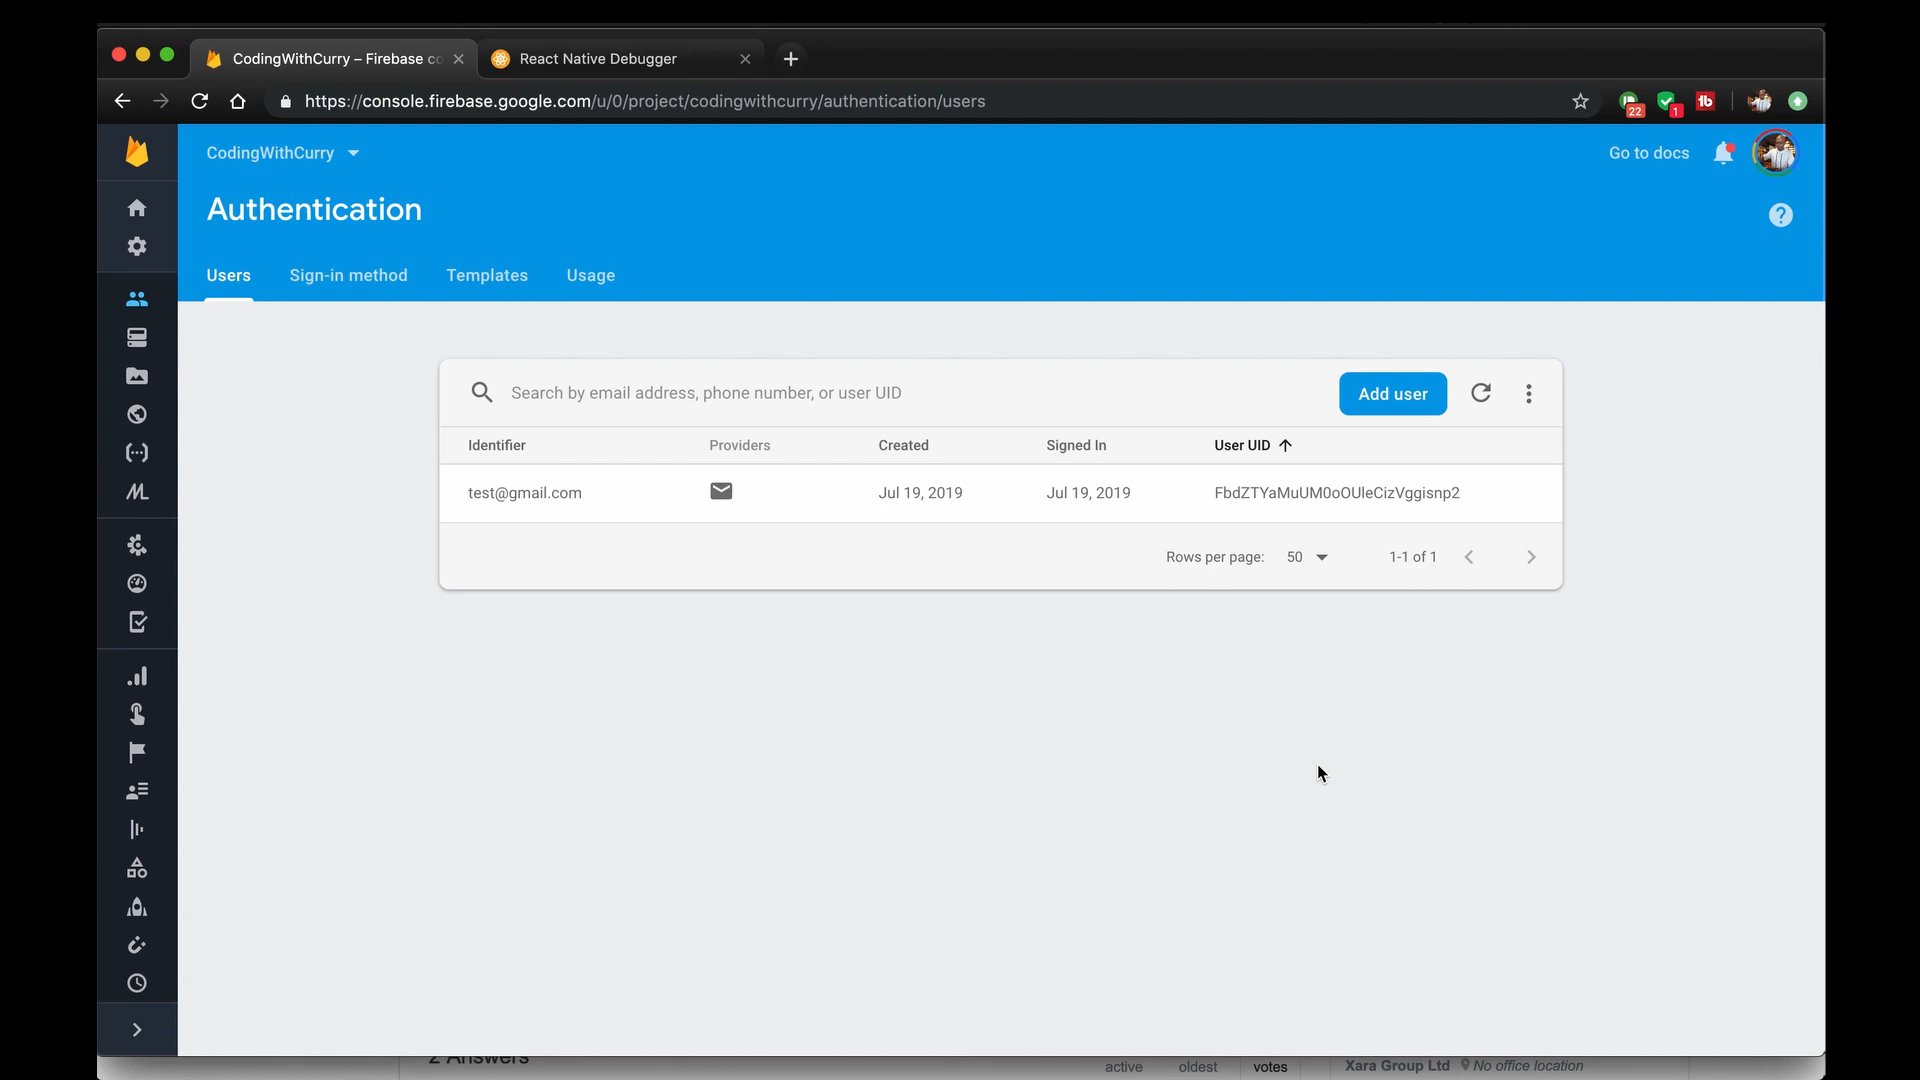 CodingWithCurry – Firebase co
React Native Debugger
https://console.firebase.google.com/u/0/project/codingwithcurry/authentication/users
22
1
tb
CodingWithCurry
Go to docs
Authentication
?
Users
Sign-in method
Templates
Usage
Search by email address, phone number, or user UID
Add user
Identifier
Providers
Created
Signed In
User UID
test@gmail.com
Jul 19, 2019
Jul 19, 2019
FbdZTYaMuUM0oOUleCizVggisnp2
Rows per page:
50
1-1 of 1
2 Answers
active
oldest
votes
Xara Group Ltd
No office location